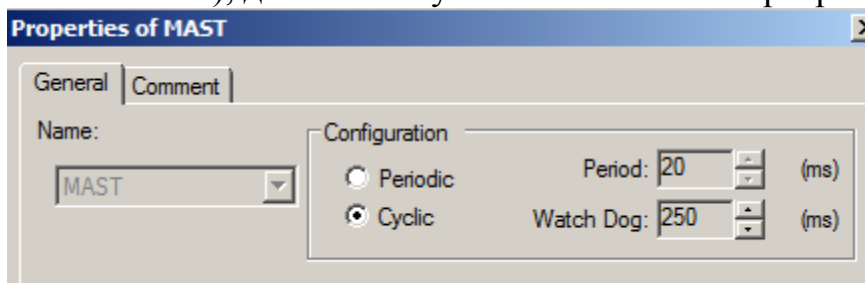 Properties of MAST
General Comment
Name:
MAST
Configuration
Periodic
Period: 20 (ms)
Cyclic
Watch Dog: 250 (ms)